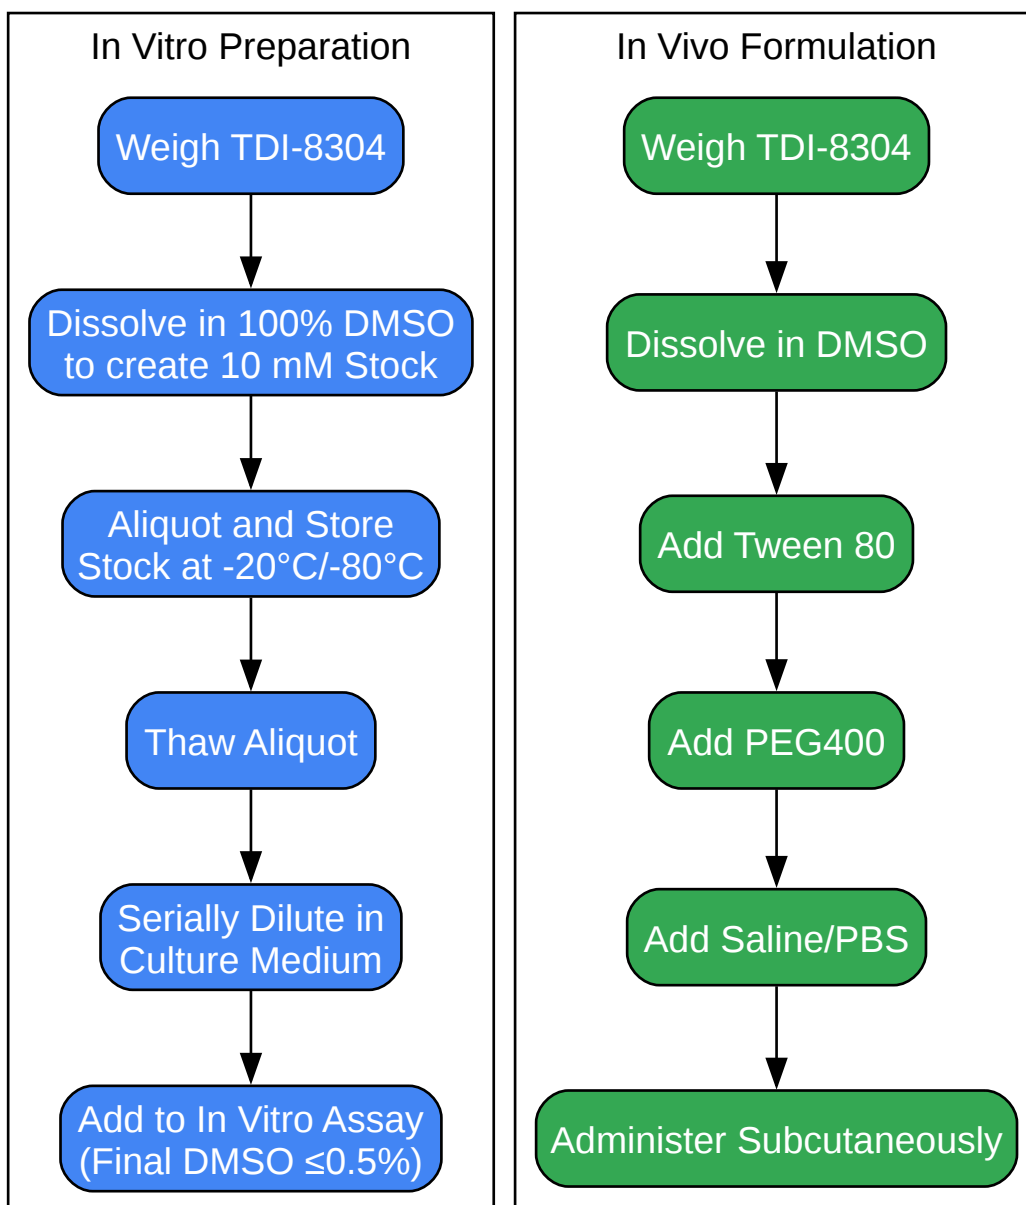 In Vitro Preparation
Weigh TDI-8304
Dissolve in 100% DMSO
to create 10 mM Stock
Aliquot and Store
Stock at -20°C/-80°C
Thaw Aliquot
Serially Dilute in
Culture Medium
Add to In Vitro Assay
(Final DMSO ≤0.5%)
In Vivo Formulation
Weigh TDI-8304
Dissolve in DMSO
Add Tween 80
Add PEG400
Add Saline/PBS
Administer Subcutaneously